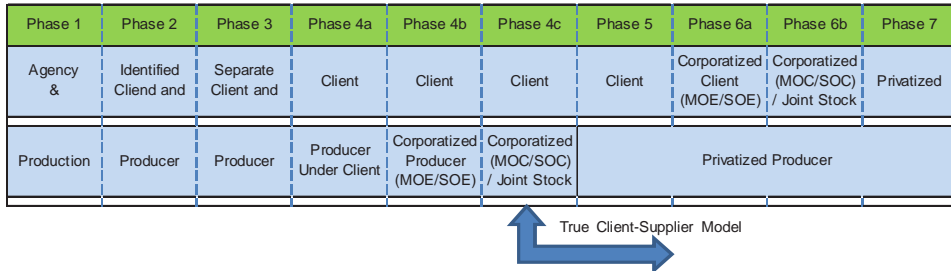 Phase 1 Phase 2 Phase 3 Phase 4a Phase 4b Phase 4c Phase 5 Phase 6a Phase 6b Phase 7
Agency
&
Identified
Cliend and
Separate
Client and
Client
Client
Client
Client
Corporatized
Client
(MOE/SOE)
Corporatized
(MOC/SOC)
/ Joint Stock
Privatized
Production
Producer
Producer
Producer
Under Client
Corporatized
Producer
(MOE/SOE)
Corporatized
(MOC/SOC)
/ Joint Stock
Privatized Producer
True Client-Supplier Model